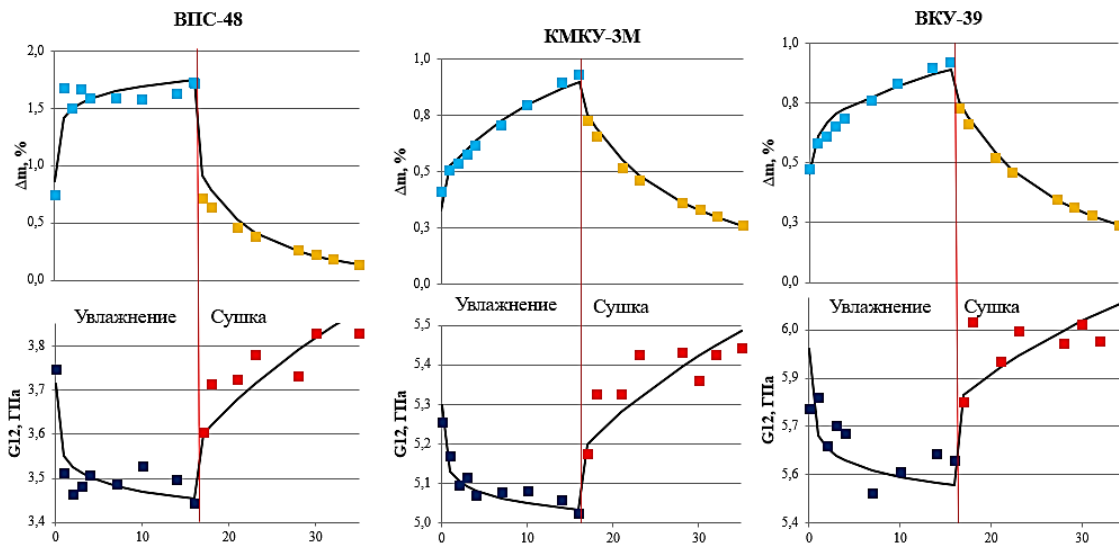 ВПС-48
КМКУ-3М
ВКУ-39
2,0
1,5
1,0
0,5
0,0
Δm, %
1,0
0,8
0,5
0,3
0,0
Δm, %
1,0
0,8
0,5
0,3
0,0
Δm, %
Увлажнение
Сушка
3,8
3,7
3,6
3,5
3,4
G12, ГПа
0
10
20
30
Увлажнение
Сушка
5,5
5,4
5,3
5,2
5,1
5,0
G12, ГПа
0
10
20
30
Увлажнение
Сушка
6,0
5,9
5,7
5,6
5,4
G12, ГПа
0
10
20
30